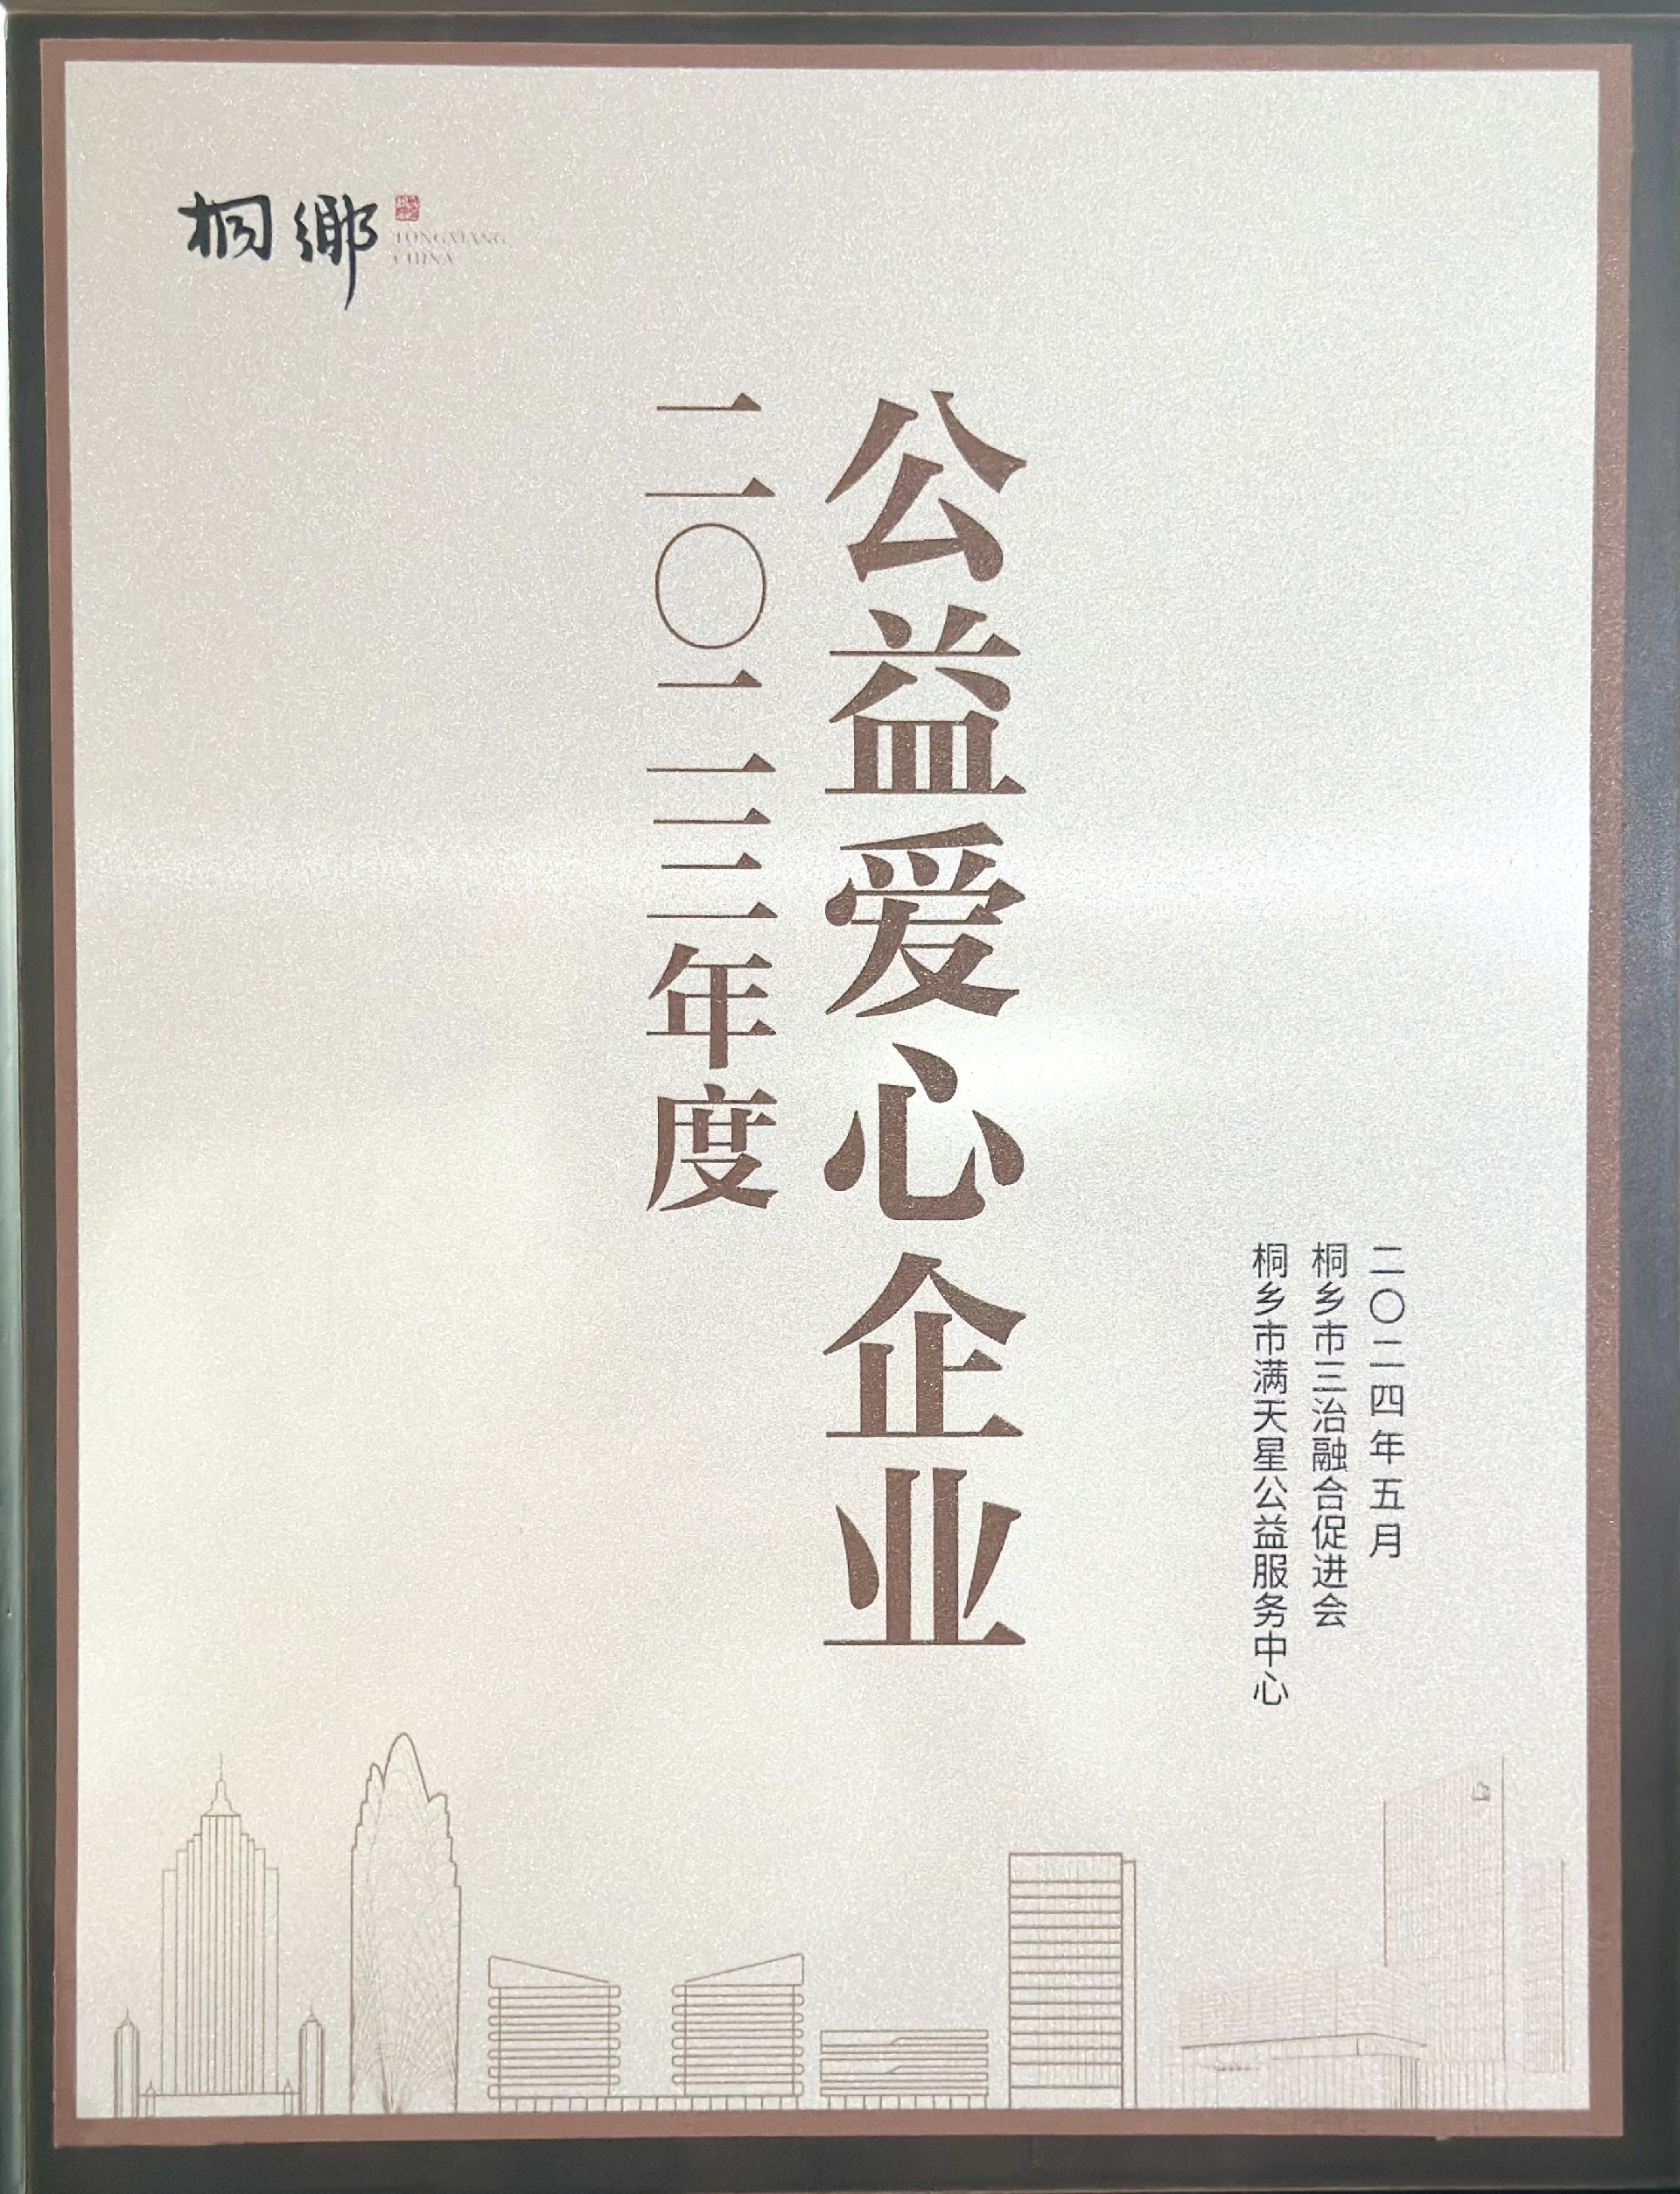 桐鄉
TONGXIANG
CHINA
二〇二三年度
公益爱心企业
桐乡市满天星公益服务中心
桐乡市三治融合促进会
二〇二四年五月